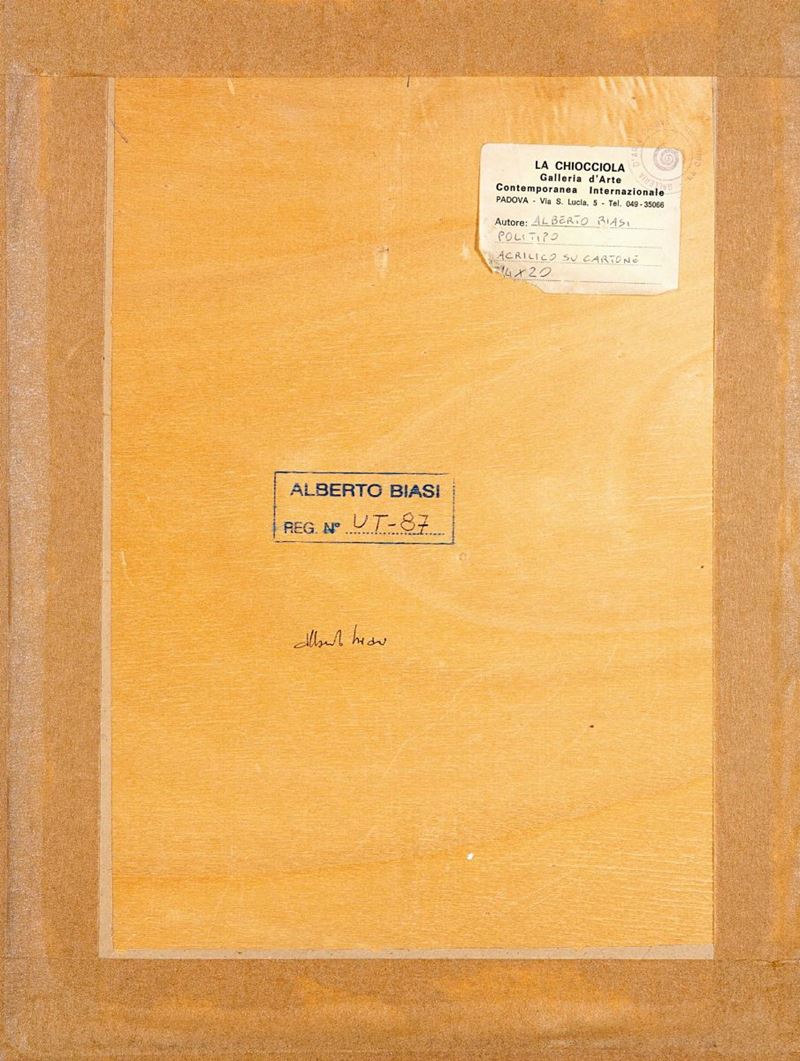 LA CHIOCCIOLA
Galleria d'Arte
Contemporanea Internazionale
PADOVA - Via S. Lucia, 5 - Tel. 049-35066
Autore: ALBERTO BIASI
POLITIPO
ACRILICO SU CARTONE
X 20
ALBERTO BIASI
REG. N° UT-87